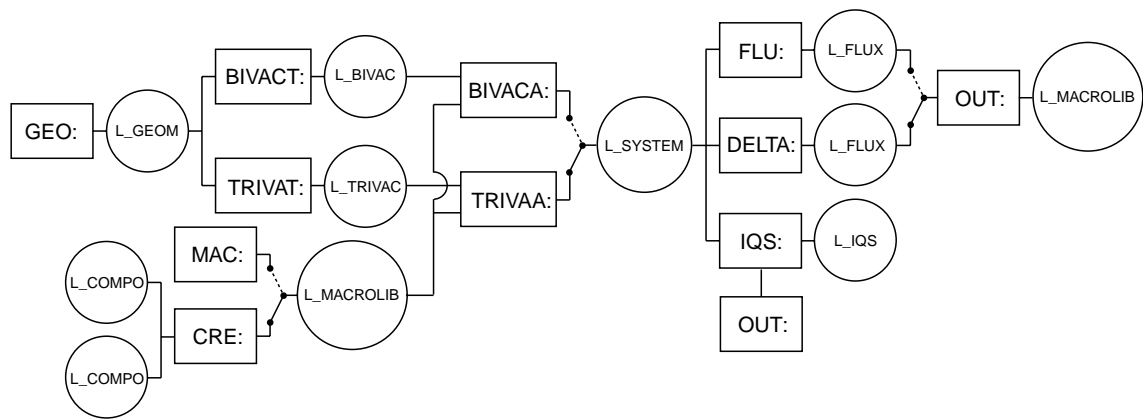 GEO:
L_GEOM
BIVACT:
L_BIVAC
TRIVAT:
L_TRIVAC
MAC:
L_COMPO
L_COMPO
CRE:
L_MACROLIB
BIVACA:
TRIVAA:
L_SYSTEM
FLU:
L_FLUX
DELTA:
L_FLUX
IQS:
L_IQS
OUT:
OUT:
L_MACROLIB